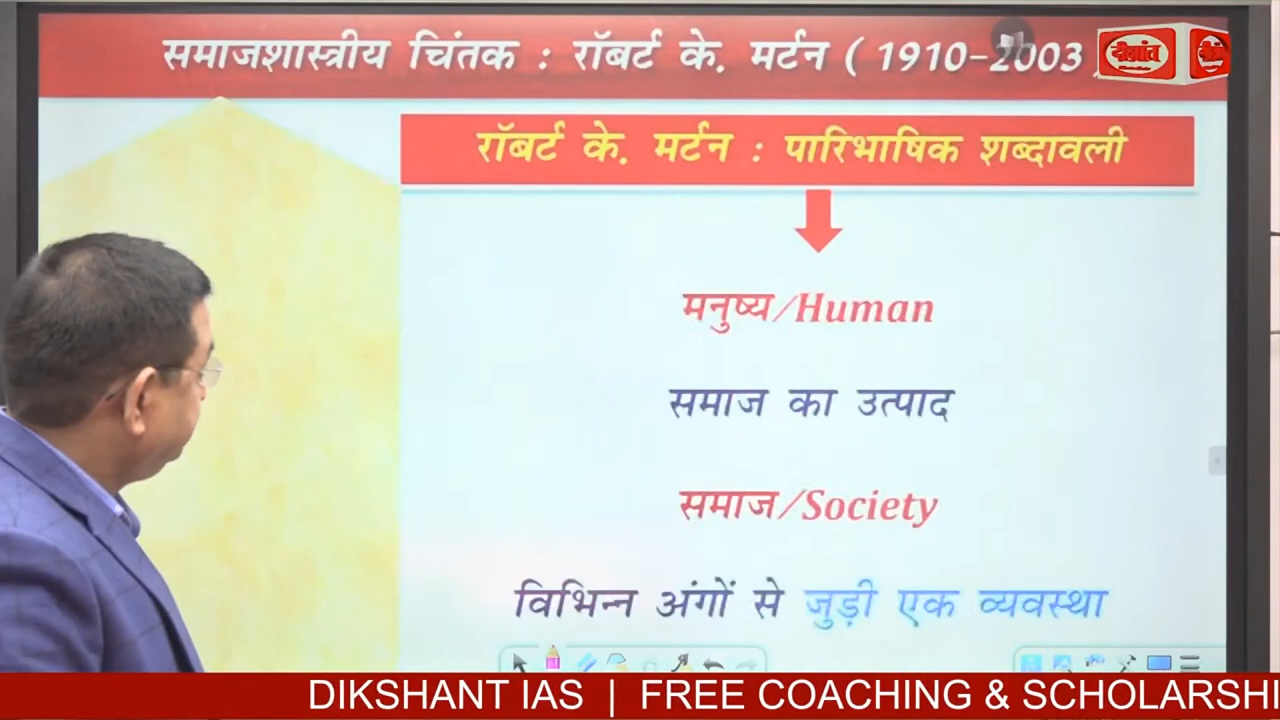 समाजशास्त्रीय चिंतक : रॉबर्ट के. मर्टन ( 1910-2003 )
दीक्षांत
रॉबर्ट के. मर्टन : पारिभाषिक शब्दावली
मनुष्य/Human
समाज का उत्पाद
समाज/Society
विभिन्न अंगों से जुड़ी एक व्यवस्था
DIKSHANT IAS | FREE COACHING & SCHOLARSHI